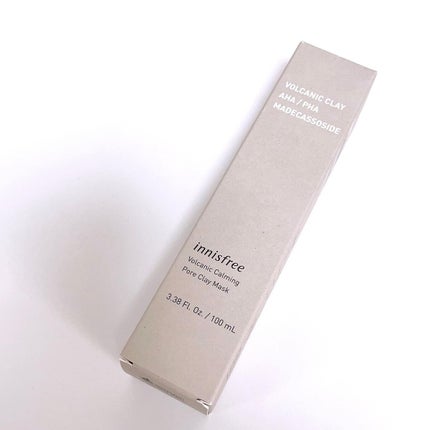 VOLCANIC CLAY
AHA / PHA
MADECASSOSIDE
innisfree
Volcanic Calming
Pore Clay Mask
3.38 Fl. Oz. / 100 mL